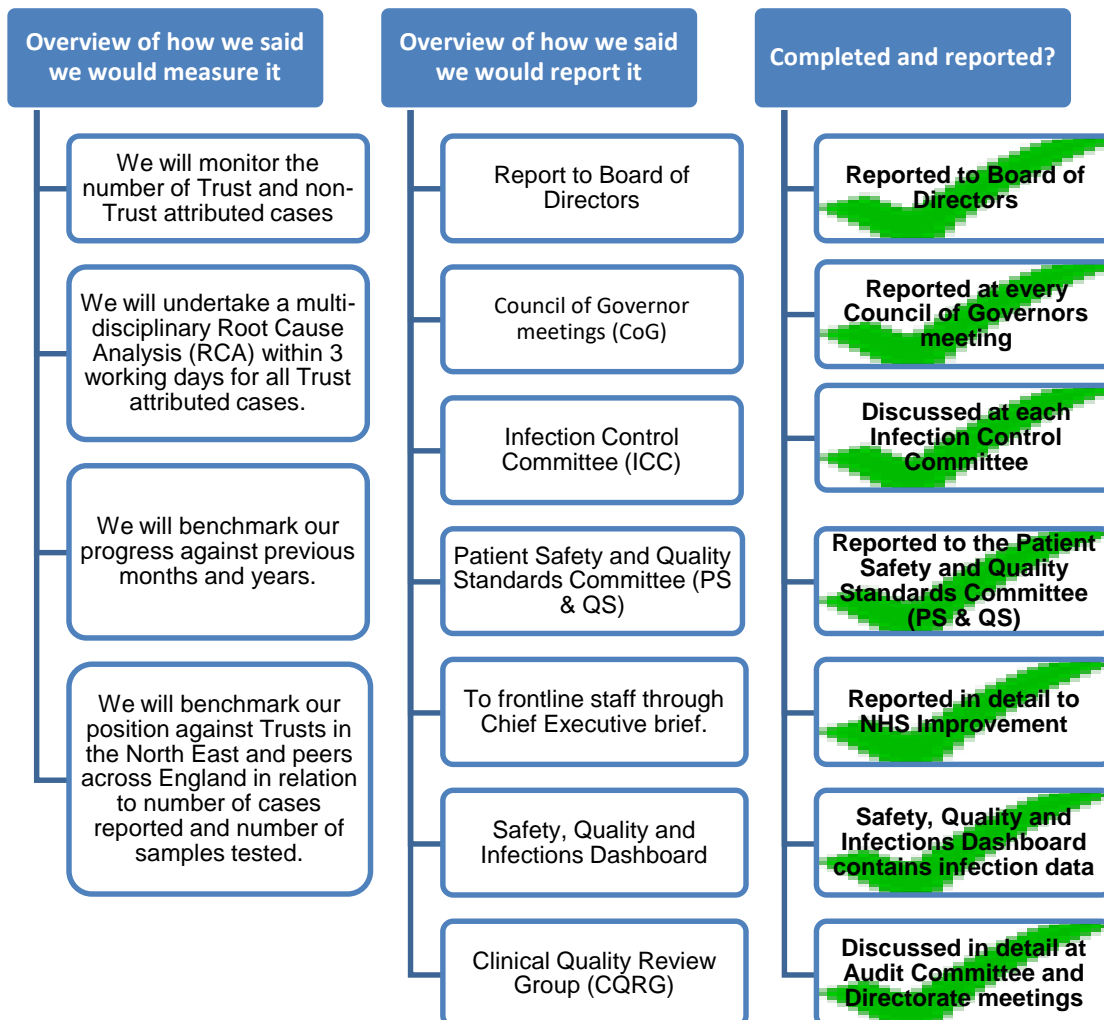 Overview of how we said
we would measure it
We will monitor the
number of Trust and non-
Trust attributed cases
We will undertake a multi-
disciplinary Root Cause
Analysis (RCA) within 3
working days for all Trust
attributed cases.
We will benchmark our
progress against previous
months and years.
We will benchmark our
position against Trusts in
the North East and peers
across England in relation
to number of cases
reported and number of
samples tested.
Overview of how we said
we would report it
Report to Board of
Directors
Council of Governor
meetings (CoG)
Infection Control
Committee (ICC)
Patient Safety and Quality
Standards Committee (PS
& QS)
To frontline staff through
Chief Executive brief.
Safety, Quality and
Infections Dashboard
Clinical Quality Review
Group (CQRG)
Completed and reported?
Reported to Board of
Directors
Reported at every
Council of Governors
meeting
Discussed at each
Infection Control
Committee
Reported to the Patient
Safety and Quality
Standards Committee
(PS & QS)
Reported in detail to
NHS Improvement
Safety, Quality and
Infections Dashboard
contains infection data
Discussed in detail at
Audit Committee and
Directorate meetings